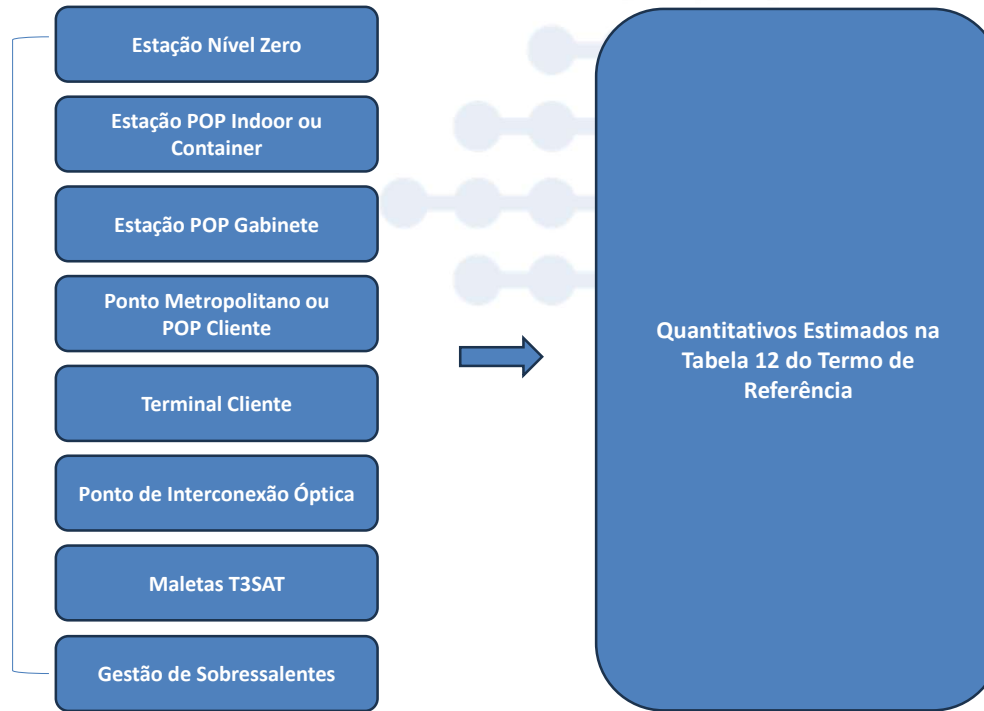 Estação Nível Zero
Estação POP Indoor ou
Container
Estação POP Gabinete
Ponto Metropolitano ou
POP Cliente
Terminal Cliente
Ponto de Interconexão Óptica
Maletas T3SAT
Gestão de Sobressalentes
Quantitativos Estimados na
Tabela 12 do Termo de
Referência